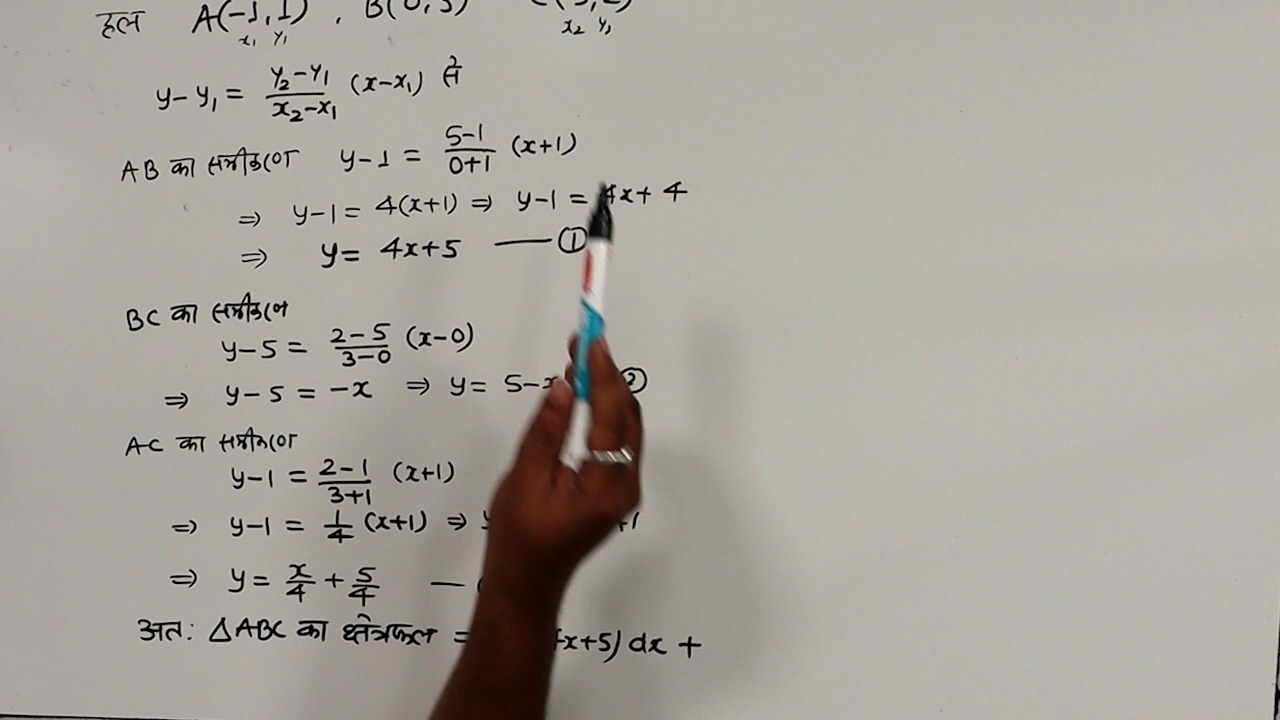 हल A(-1,1) , B(0,5)
x₁ y₁ x₂ y₂
y-y₁ = (y₂-y₁)/(x₂-x₁) (x-x₁) से
AB का समीकरण y-1 = (5-1)/(0+1) (x+1)
⇒ y-1 = 4(x+1) ⇒ y-1 = 4x+4
⇒ y = 4x+5 —— ①
BC का समीकरण
y-5 = (2-5)/(3-0) (x-0)
⇒ y-5 = -x ⇒ y = 5-x ②
AC का समीकरण
y-1 = (2-1)/(3+1) (x+1)
⇒ y-1 = 1/4 (x+1) ⇒ +1
⇒ y = x/4 + 5/4 —
अत: △ABC का क्षेत्रफल = x+5) dx +